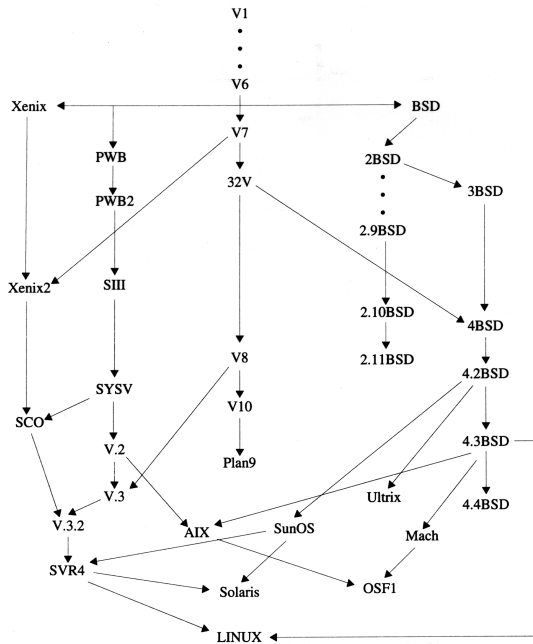 V1
V6
Xenix
BSD
V7
PWB
2BSD
32V
3BSD
PWB2
2.9BSD
Xenix2
SIII
2.10BSD
4BSD
V8
2.11BSD
4.2BSD
SYSV
V10
SCO
4.3BSD
V.2
Plan9
V.3
Ultrix
4.4BSD
V.3.2
AIX
SunOS
Mach
SVR4
Solaris
OSF1
LINUX